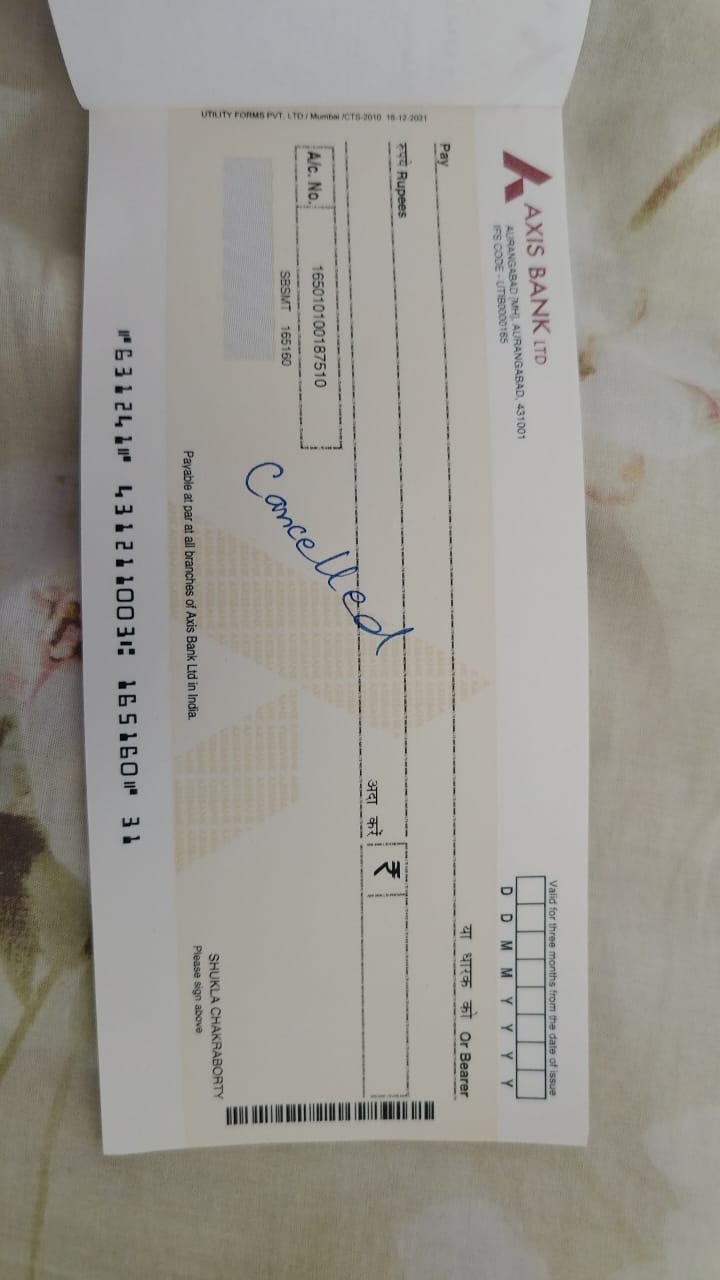 UTILITY FORMS PVT. LTD./ Mumbai /CTS-2010 16-12-2021
AXIS BANK LTD
AURANGABAD [MH], AURANGABAD, 431001
IFS CODE - UTIB0000165
Valid for three months from the date of issue
D D M M Y Y Y Y
Pay
या धारक को Or Bearer
रुपये Rupees
अदा करें
₹
A/c. No.
165010100187510
SBSMT 165160
Cancelled
Payable at par at all branches of Axis Bank Ltd in India.
SHUKLA CHAKRABORTY
Please sign above
⑈631241⑈ 431211003⑆ 165160⑈ 31